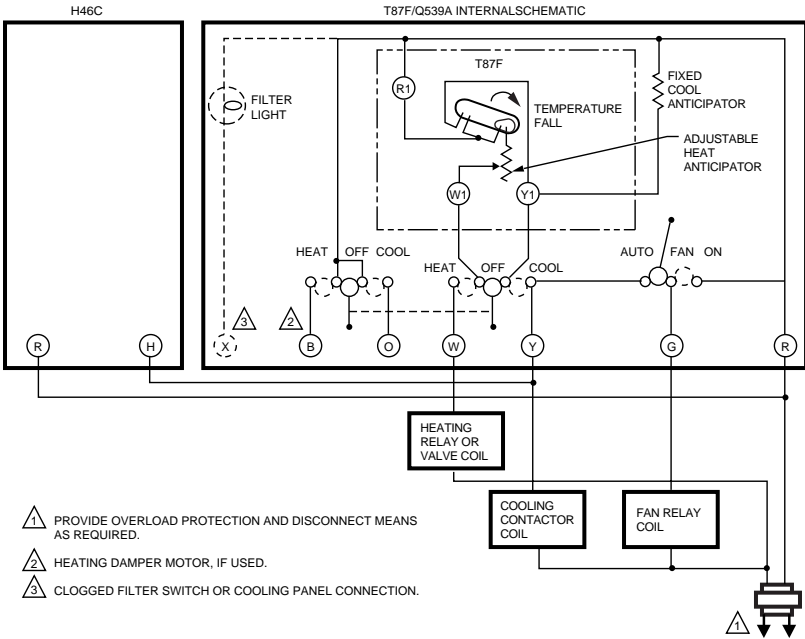 H46C
T87F/Q539A INTERNALSCHEMATIC
T87F
R1
FILTER
LIGHT
TEMPERATURE
FALL
FIXED
COOL
ANTICIPATOR
ADJUSTABLE
HEAT
ANTICIPATOR
W1
Y1
HEAT OFF COOL
HEAT OFF COOL
AUTO FAN ON
3
2
R
H
X
B
O
W
Y
G
R
HEATING
RELAY OR
VALVE COIL
COOLING
CONTACTOR
COIL
FAN RELAY
COIL
1 PROVIDE OVERLOAD PROTECTION AND DISCONNECT MEANS
AS REQUIRED.
2 HEATING DAMPER MOTOR, IF USED.
3 CLOGGED FILTER SWITCH OR COOLING PANEL CONNECTION.
1